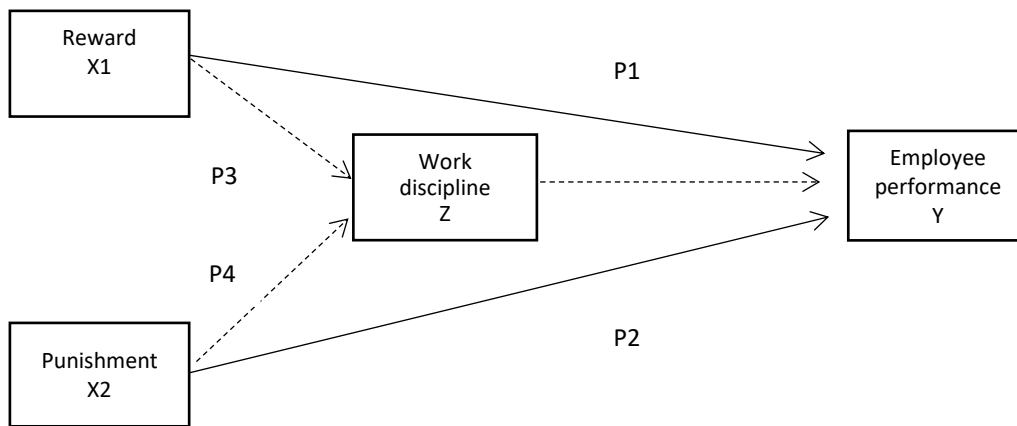 Reward
X1
P1
Work
discipline
Z
Employee
performance
Y
P3
P4
P2
Punishment
X2